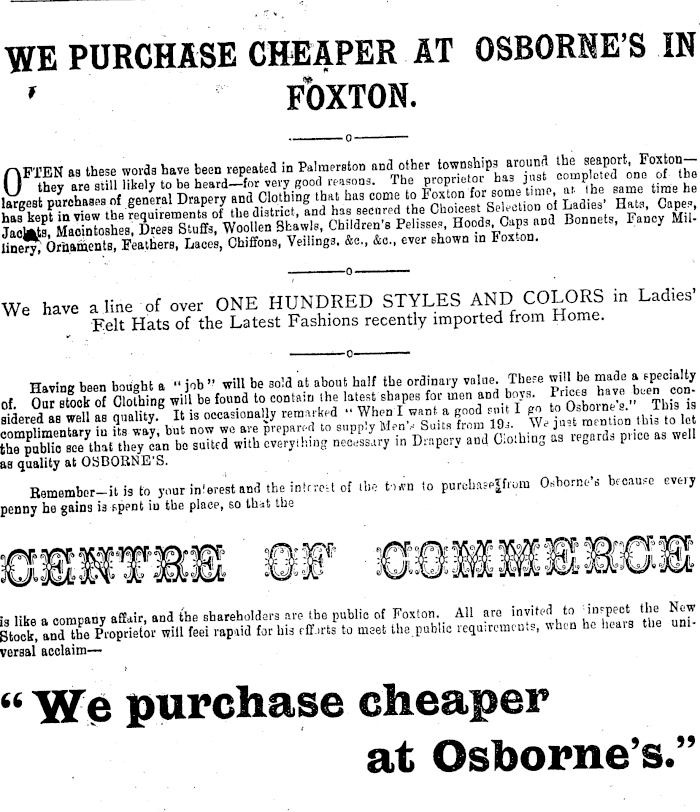 WE PURCHASE CHEAPER AT OSBORNE'S IN
FOXTON.
OFTEN as these words have been repeated in Palmerston and other townships around the seaport, Foxton—
they are still likely to be heard—for very good reasons. The proprietor has just completed one of the
largest purchases of general Drapery and Clothing that has come to Foxton for some time, at the same time he
has kept in view the requirements of the district, and has secured the Choicest Selection of Ladies' Hats, Capes,
Jackets, Macintoshes, Dress Stuffs, Woollen Shawls, Children's Pelisses, Hoods, Caps and Bonnets, Fancy Mil-
linery, Ornaments, Feathers, Laces, Chiffons, Veilings, &c., &c., ever shown in Foxton.
We have a line of over ONE HUNDRED STYLES AND COLORS in Ladies'
Felt Hats of the Latest Fashions recently imported from Home.
Having been bought a "job" will be sold at about half the ordinary value. These will be made a specialty
of. Our stock of Clothing will be found to contain the latest shapes for men and boys. Prices have been con-
sidered as well as quality. It is occasionally remarked "When I want a good suit I go to Osborne's." This is
complimentary in its way, but now we are prepared to supply Men's Suits from 19s. We just mention this to let
the public see that they can be suited with everything necessary in Drapery and Clothing as regards price as well
as quality at OSBORNE'S.
Remember—it is to your interest and the interest of the town to purchase from Osborne's because every
penny he gains is spent in the place, so that the
CENTRE OF COMMERCE
is like a company affair, and the shareholders are the public of Foxton. All are invited to inspect the New
Stock, and the Proprietor will feel rapaid for his efforts to meet the public requirements, when he hears the uni-
versal acclaim—
"We purchase cheaper
at Osborne's."